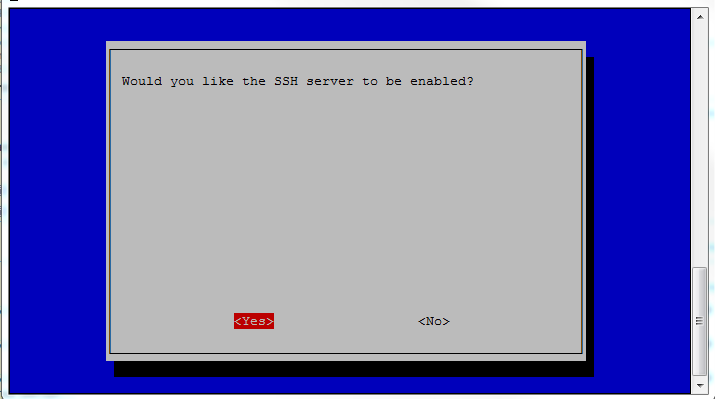 Would you like the SSH server to be enabled?
<Yes> <No>